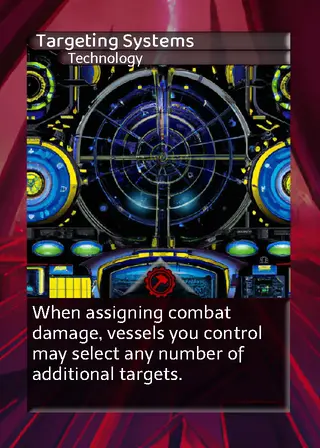 Targeting Systems
Technology
When assigning combat
damage, vessels you control
may select any number of
additional targets.